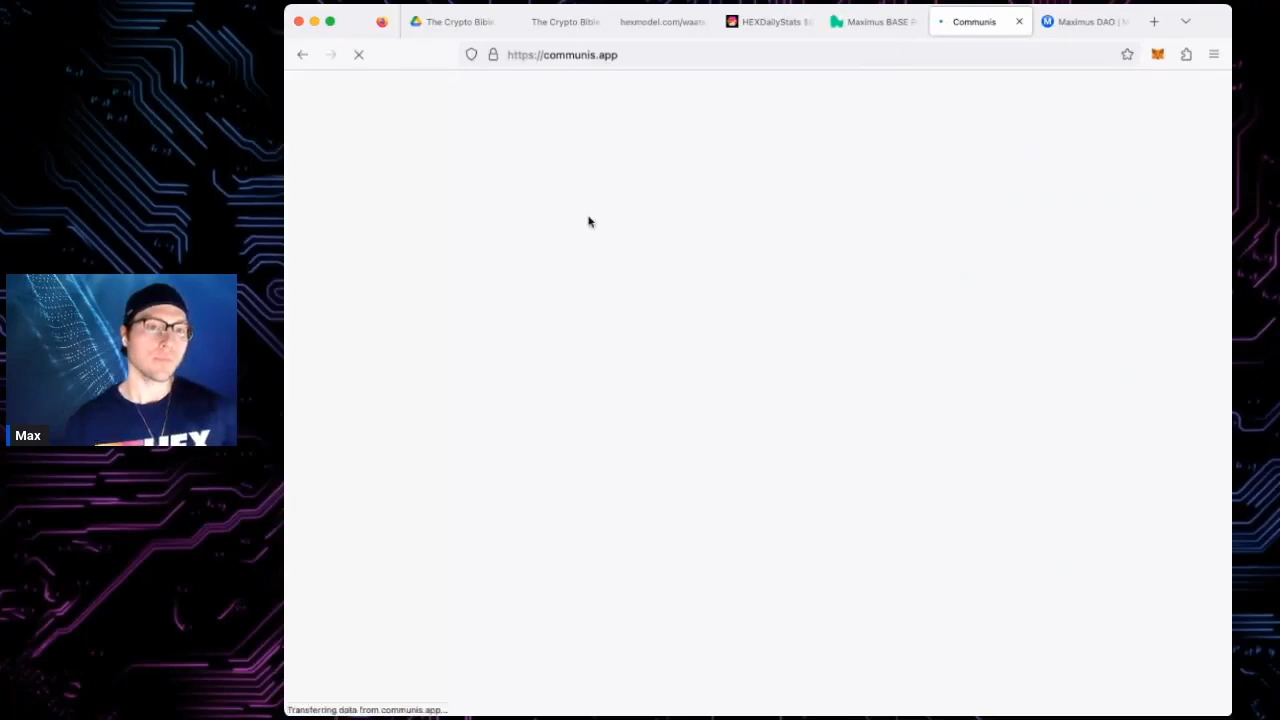 The Crypto Bible
The Crypto Bible
hexmodel.com/waats
HEXDailyStats
Maximus BASE
Communis
Maximus DAO
https://communis.app
HEX
Max
Transferring data from communis.app...